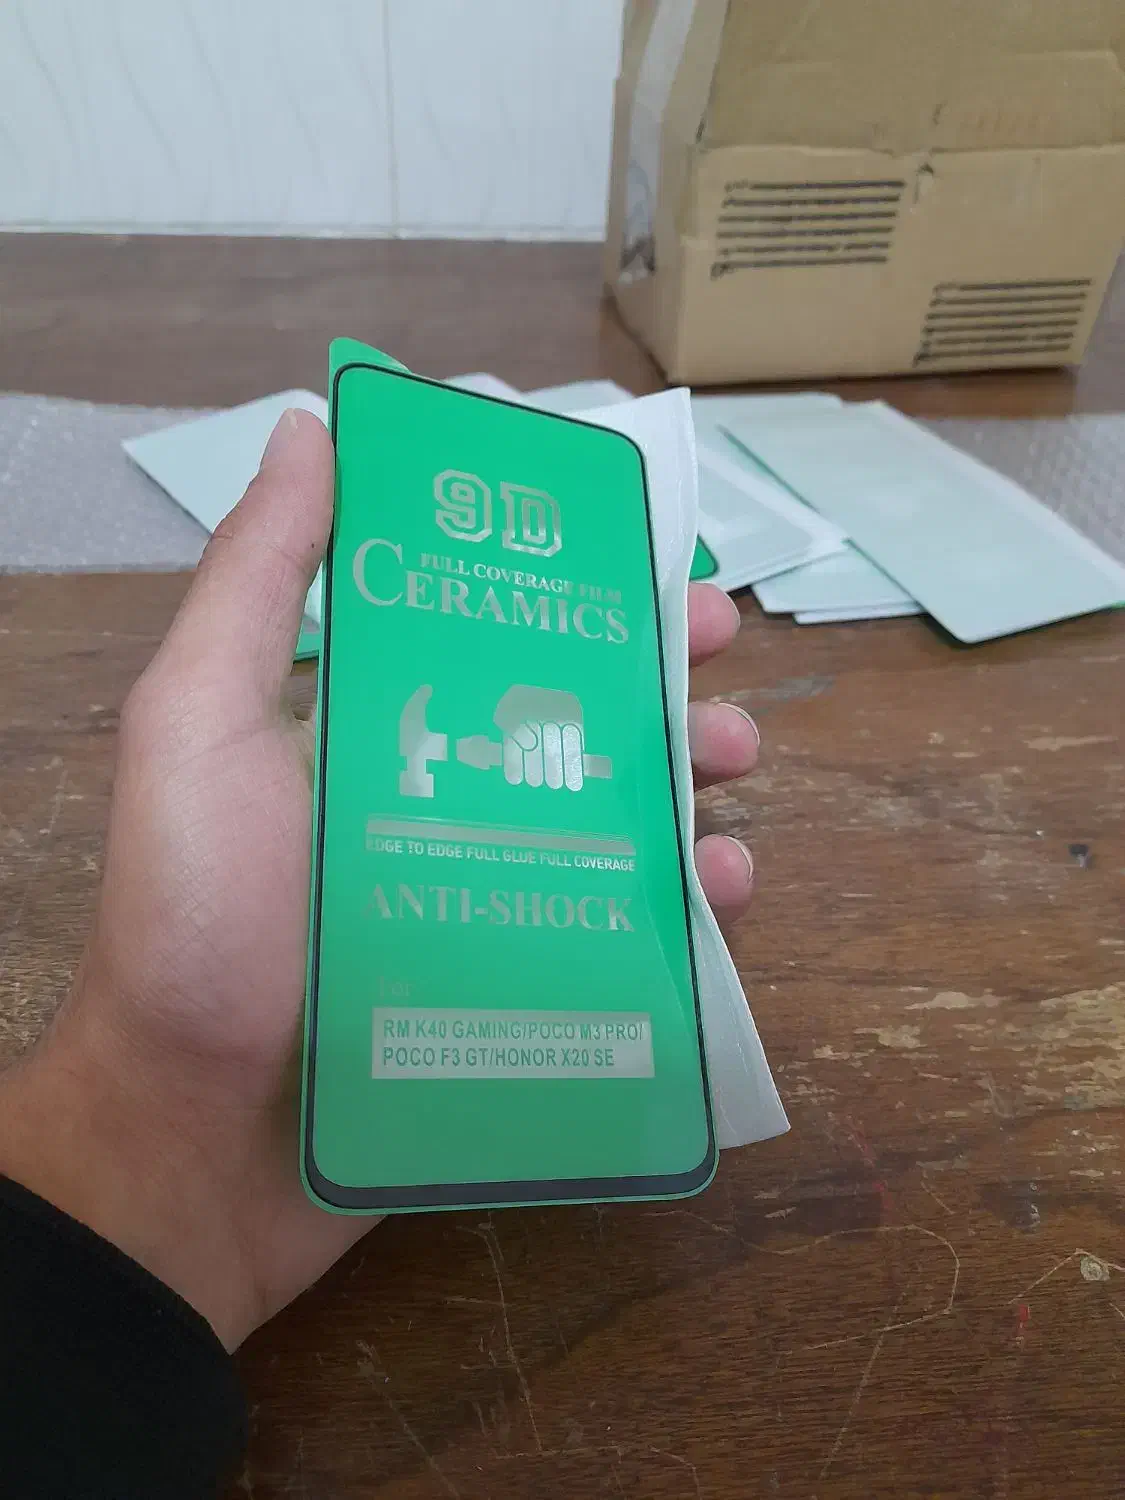 9D
FULL COVERAGE FILM
CERAMICS
EDGE TO EDGE FULL GLUE FULL COVERAGE
ANTI-SHOCK
For
RM K40 GAMING/POCO M3 PRO/
POCO F3 GT/HONOR X20 SE